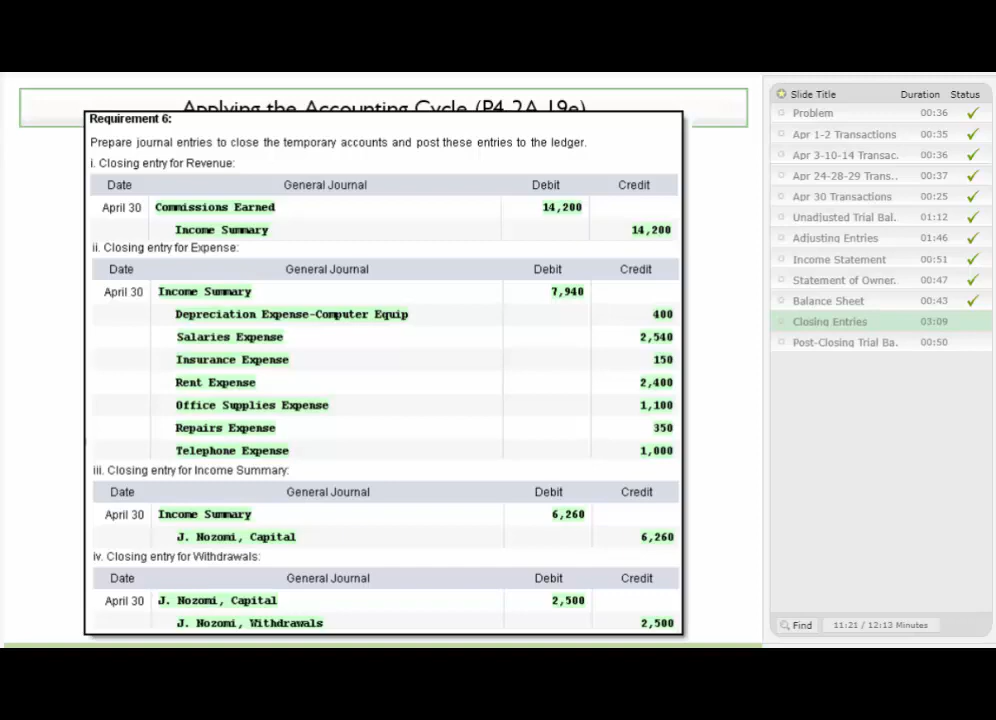 Applying the Accounting Cycle (P4.2A 19e)
Requirement 6:
Prepare journal entries to close the temporary accounts and post these entries to the ledger.
i. Closing entry for Revenue:
Date General Journal Debit Credit
April 30 Commissions Earned 14,200
Income Summary 14,200
ii. Closing entry for Expense:
Date General Journal Debit Credit
April 30 Income Summary 7,940
Depreciation Expense-Computer Equip 400
Salaries Expense 2,540
Insurance Expense 150
Rent Expense 2,400
Office Supplies Expense 1,100
Repairs Expense 350
Telephone Expense 1,000
iii. Closing entry for Income Summary:
Date General Journal Debit Credit
April 30 Income Summary 6,260
J. Nozomi, Capital 6,260
iv. Closing entry for Withdrawals:
Date General Journal Debit Credit
April 30 J. Nozomi, Capital 2,500
J. Nozomi, Withdrawals 2,500
Slide Title Duration Status
Problem 00:36
Apr 1-2 Transactions 00:35
Apr 3-10-14 Transac. 00:36
Apr 24-28-29 Trans.. 00:37
Apr 30 Transactions 00:25
Unadjusted Trial Bal. 01:12
Adjusting Entries 01:46
Income Statement 00:51
Statement of Owner. 00:47
Balance Sheet 00:43
Closing Entries 03:09
Post-Closing Trial Ba. 00:50
Find 11:21 / 12:13 Minutes